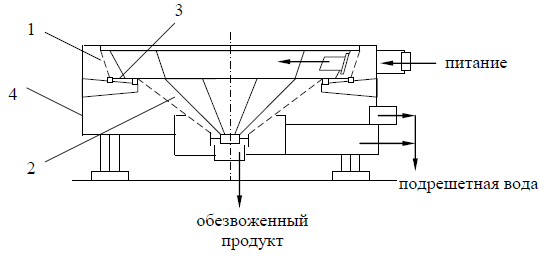 1
3
питание
4
2
подрешетная вода
обезвоженный
продукт